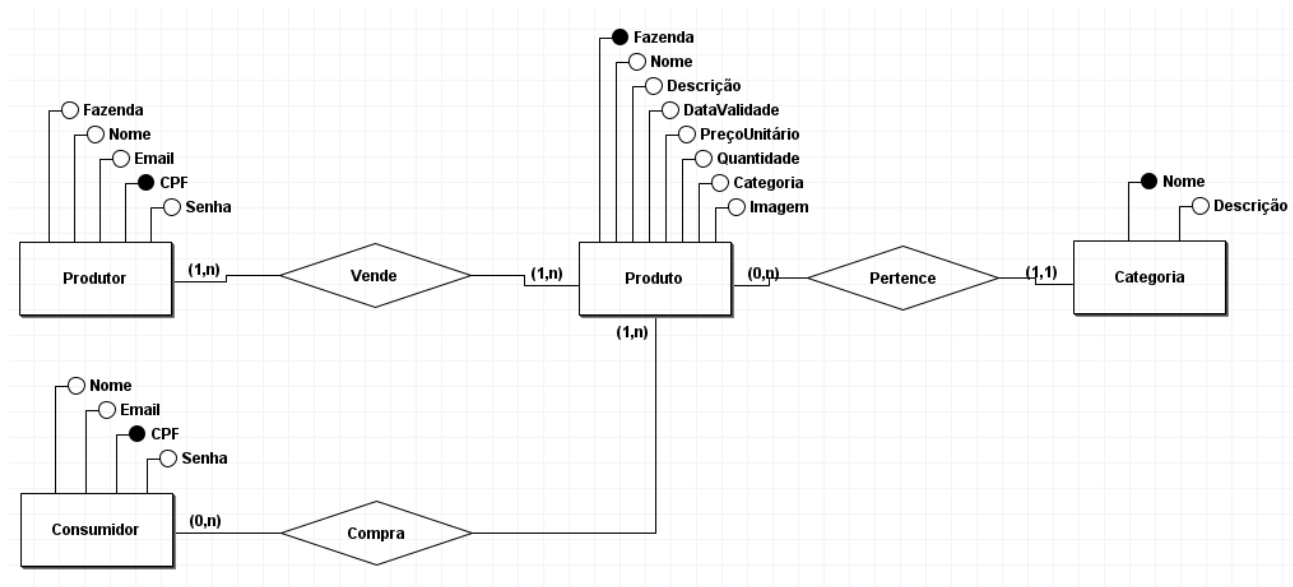 Fazenda
Nome
Email
CPF
Senha
Produtor
(1,n)
Vende
(1,n)
Fazenda
Nome
Descrição
DataValidade
PreçoUnitário
Quantidade
Categoria
Imagem
Produto
(0,n)
Pertence
(1,1)
Nome
Descrição
Categoria
(1,n)
Nome
Email
CPF
Senha
Consumidor
(0,n)
Compra